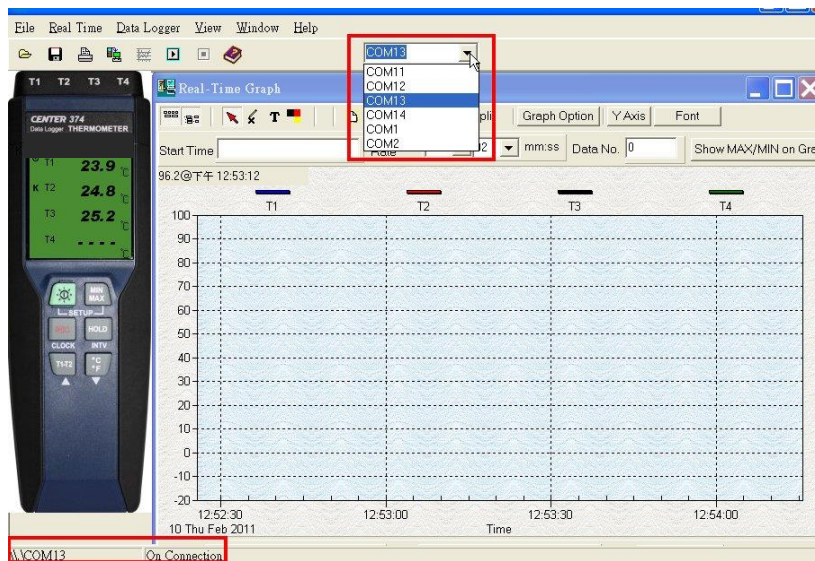 File Real Time Data Logger View Window Help
COM13
COM11
COM12
COM13
COM14
COM1
COM2
T1 T2 T3 T4
CENTER 374
Data Logger THERMOMETER
T1 23.9 ℃
K T2 24.8 ℃
T3 25.2 ℃
T4 - - - - ℃
MIN
MAX
SETUP
REC HOLD
CLOCK INTV
T1-T2 °C
°F
Real-Time Graph
T Graph Option Y Axis Font
Start Time Rate 02 mm:ss Data No. 0 Show MAX/MIN on Gra
96.2@下午 12:53:12
T1 T2 T3 T4
100
90
80
70
60
50
40
30
20
10
0
-10
-20
12:52:30 12:53:00 12:53:30 12:54:00
10 Thu Feb 2011 Time
\\.\COM13 On Connection